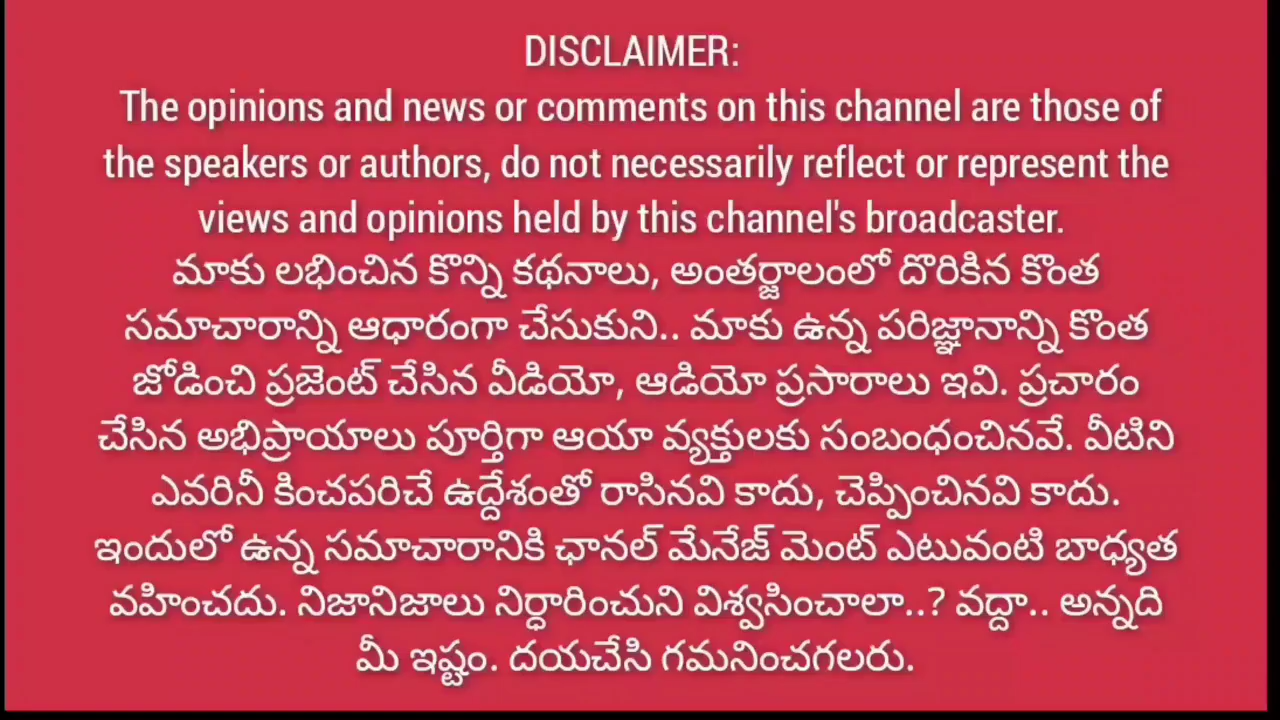 DISCLAIMER:
The opinions and news or comments on this channel are those of
the speakers or authors, do not necessarily reflect or represent the
views and opinions held by this channel's broadcaster.
మాకు లభించిన కొన్ని కథనాలు, అంతర్జాలంలో దొరికిన కొంత
సమాచారాన్ని ఆధారంగా చేసుకుని.. మాకు ఉన్న పరిజ్ఞానాన్ని కొంత
జోడించి ప్రజెంట్ చేసిన వీడియో, ఆడియో ప్రసారాలు ఇవి. ప్రచారం
చేసిన అభిప్రాయాలు పూర్తిగా ఆయా వ్యక్తులకు సంబంధంచినవే. వీటిని
ఎవరినీ కించపరిచే ఉద్దేశంతో రాసినవి కాదు, చెప్పించినవి కాదు.
ఇందులో ఉన్న సమాచారానికి ఛానల్ మేనేజ్ మెంట్ ఎటువంటి బాధ్యత
వహించదు. నిజానిజాలు నిర్ధారించుని విశ్వసించాలా..? వద్దా.. అన్నది
మీ ఇష్టం. దయచేసి గమనించగలరు.